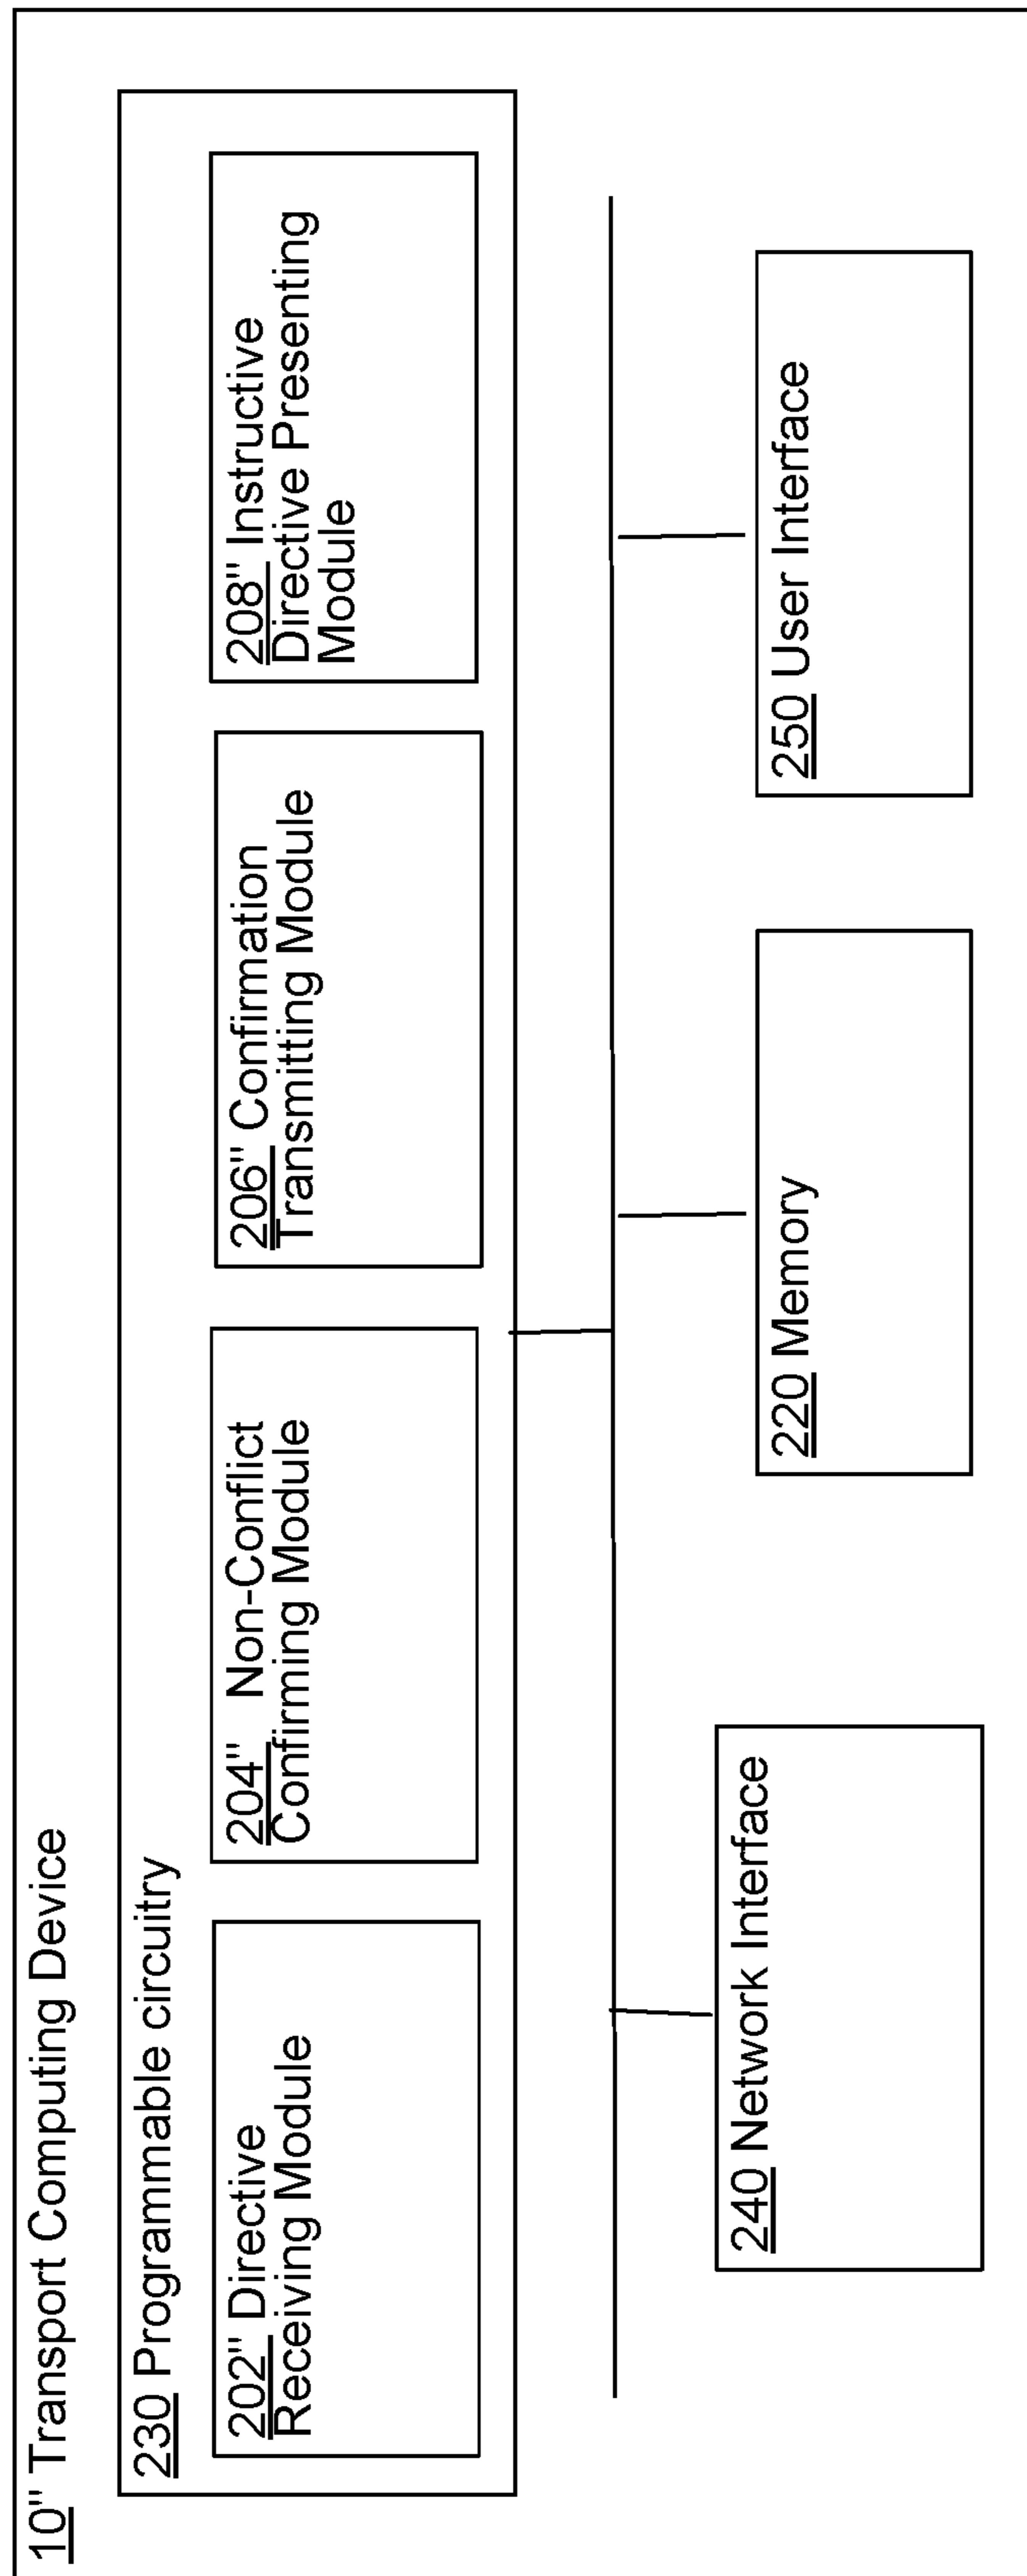 10'' Transport Computing Device
230 Programmable circuitry
202'' Directive
Receiving Module
204'' Non-Conflict
Confirming Module
206'' Confirmation
Transmitting Module
208'' Instructive
Directive Presenting
Module
240 Network Interface
220 Memory
250 User Interface